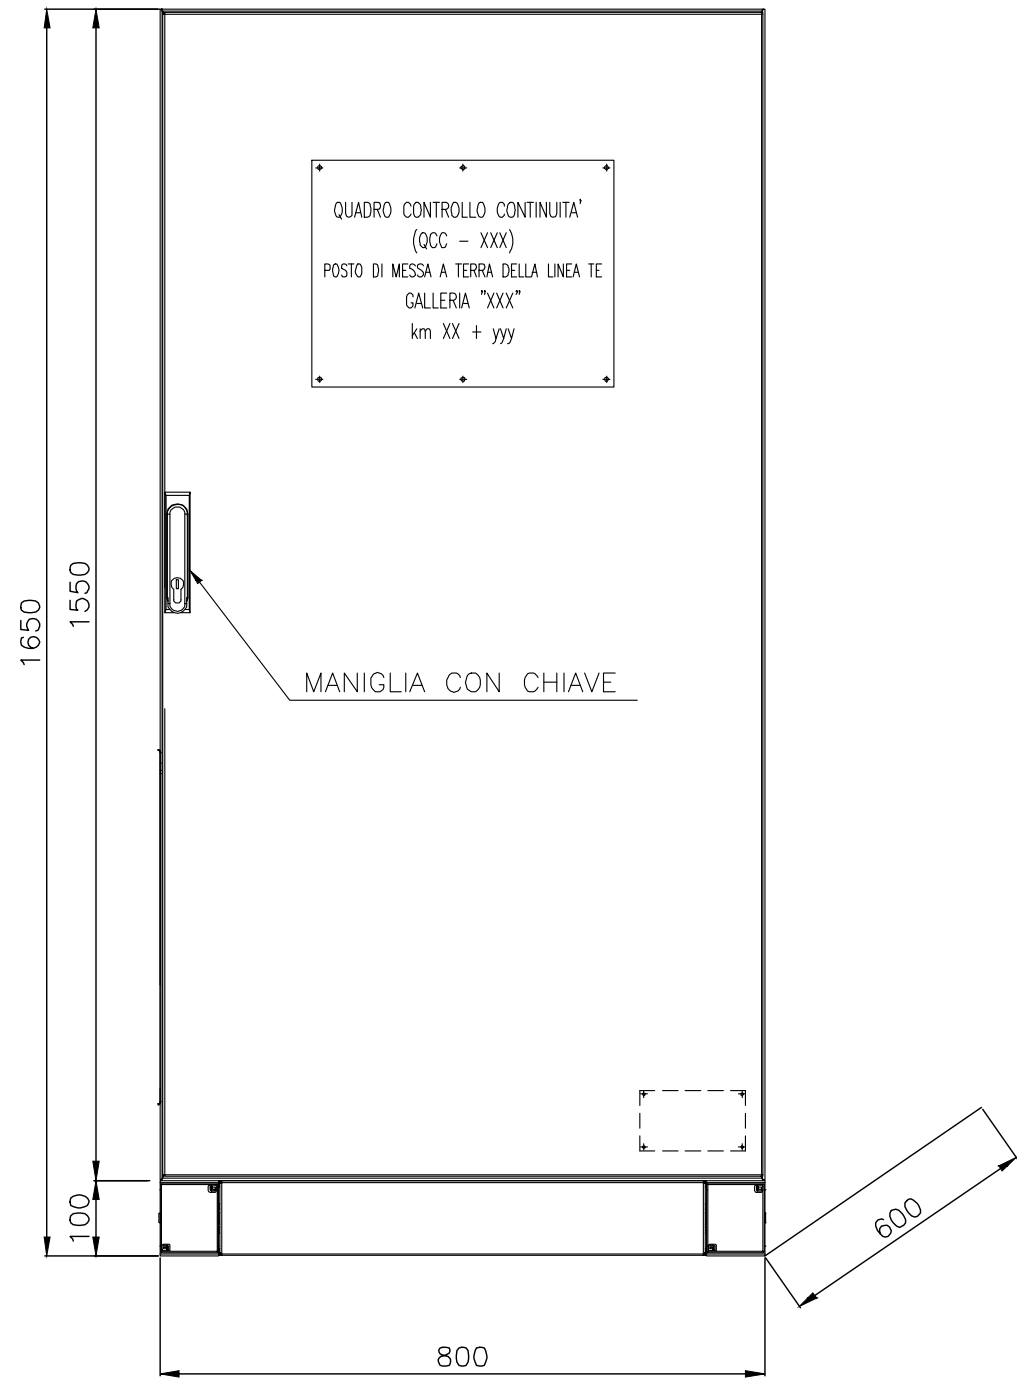 QUADRO CONTROLLO CONTINUITA'
(QCC - XXX)
POSTO DI MESSA A TERRA DELLA LINEA TE
GALLERIA "XXX"
km XX + yyy
1550
1650
MANIGLIA CON CHIAVE
100
600
800